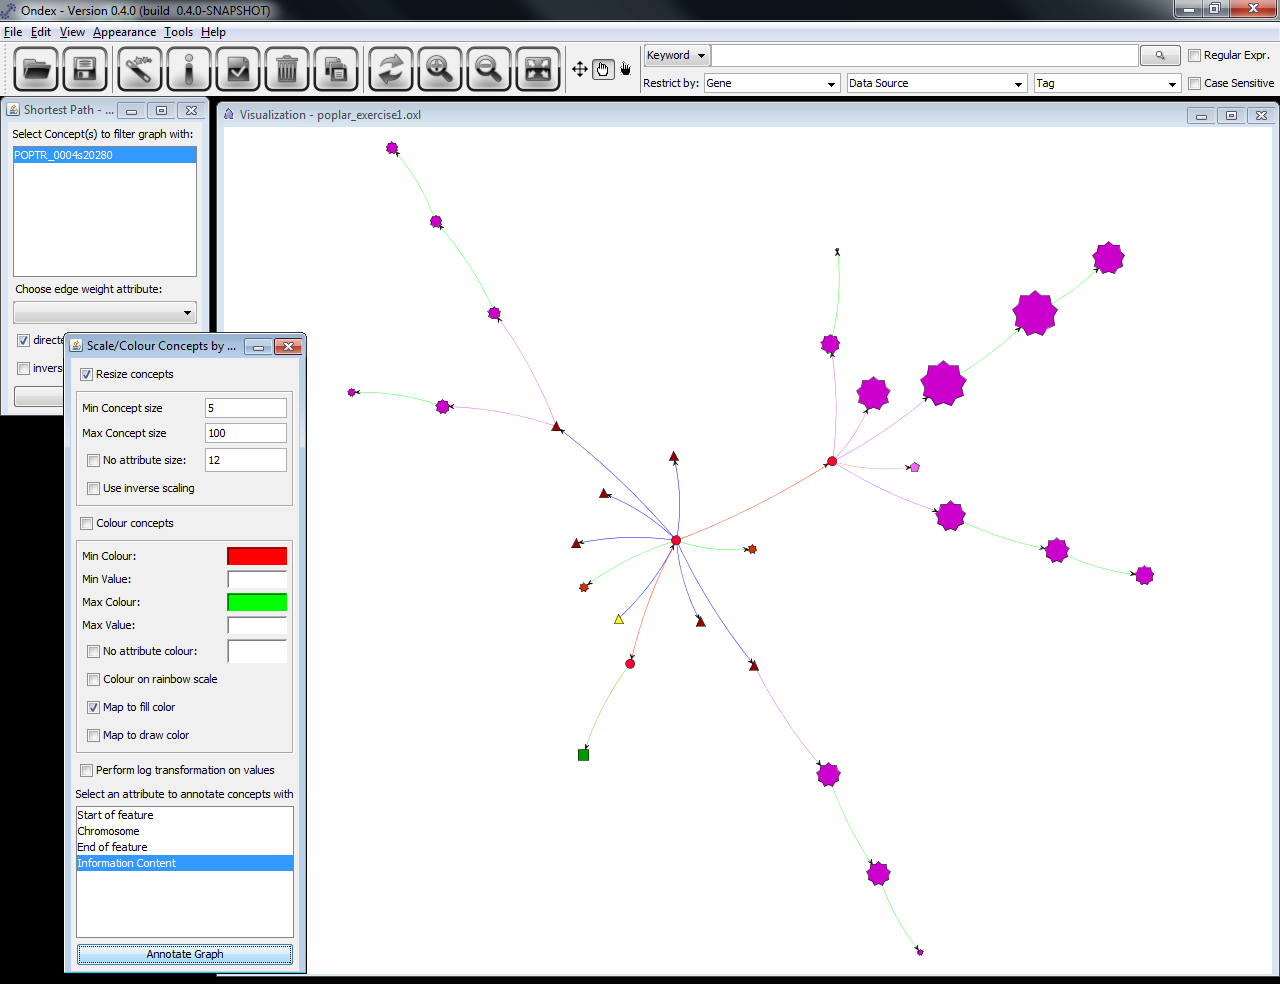 Ondex - Version 0.4.0 (build 0.4.0-SNAPSHOT)
File Edit View Appearance Tools Help
Keyword
Regular Expr.
Restrict by: Gene Data Source Tag Case Sensitive
Shortest Path - ...
Select Concept(s) to filter graph with:
POPTR_0004s20280
Choose edge weight attribute:
directe
invers
Visualization - poplar_exercise1.oxl
Scale/Colour Concepts by ...
Resize concepts
Min Concept size 5
Max Concept size 100
No attribute size: 12
Use inverse scaling
Colour concepts
Min Colour:
Min Value:
Max Colour:
Max Value:
No attribute colour:
Colour on rainbow scale
Map to fill color
Map to draw color
Perform log transformation on values
Select an attribute to annotate concepts with
Start of feature
Chromosome
End of feature
Information Content
Annotate Graph